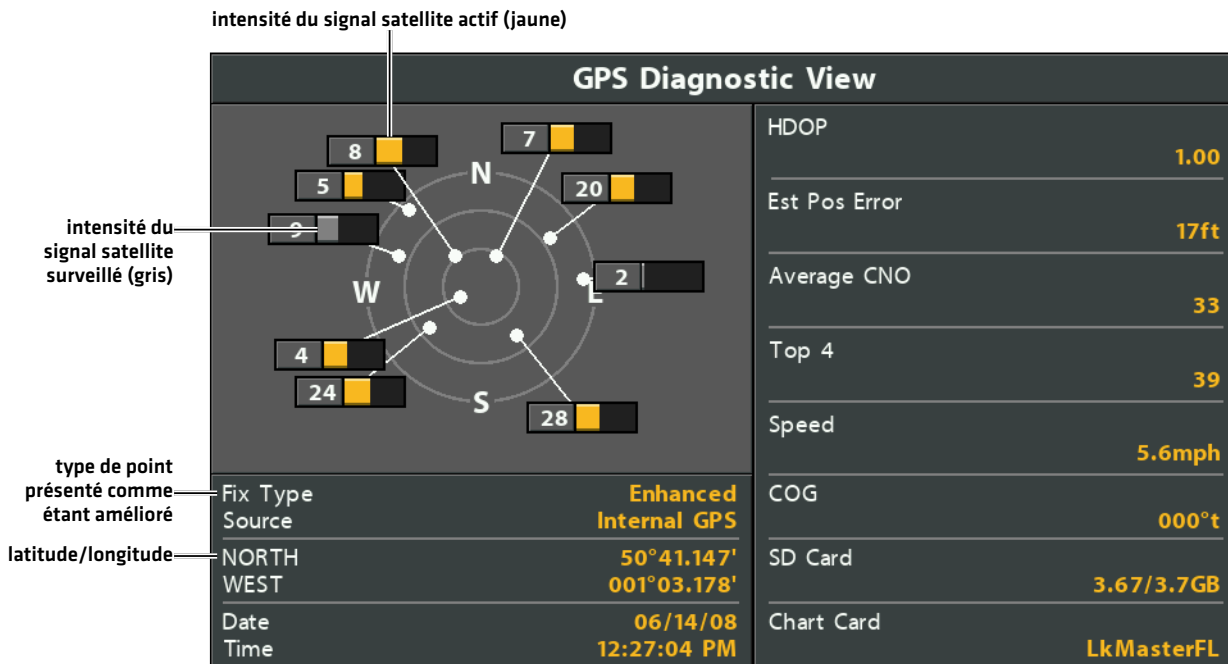 intensité du signal satellite actif (jaune)
GPS Diagnostic View
8
7
5
20
N
intensité du
signal satellite
surveillé (gris)
9
W
2
E
4
24
S
28
type de point
présenté comme
étant amélioré
Fix Type Enhanced
Source Internal GPS
latitude/longitude
NORTH 50°41.147'
WEST 001°03.178'
Date 06/14/08
Time 12:27:04 PM
HDOP
1.00
Est Pos Error
17ft
Average CNO
33
Top 4
39
Speed
5.6mph
COG
000°t
SD Card
3.67/3.7GB
Chart Card
LkMasterFL